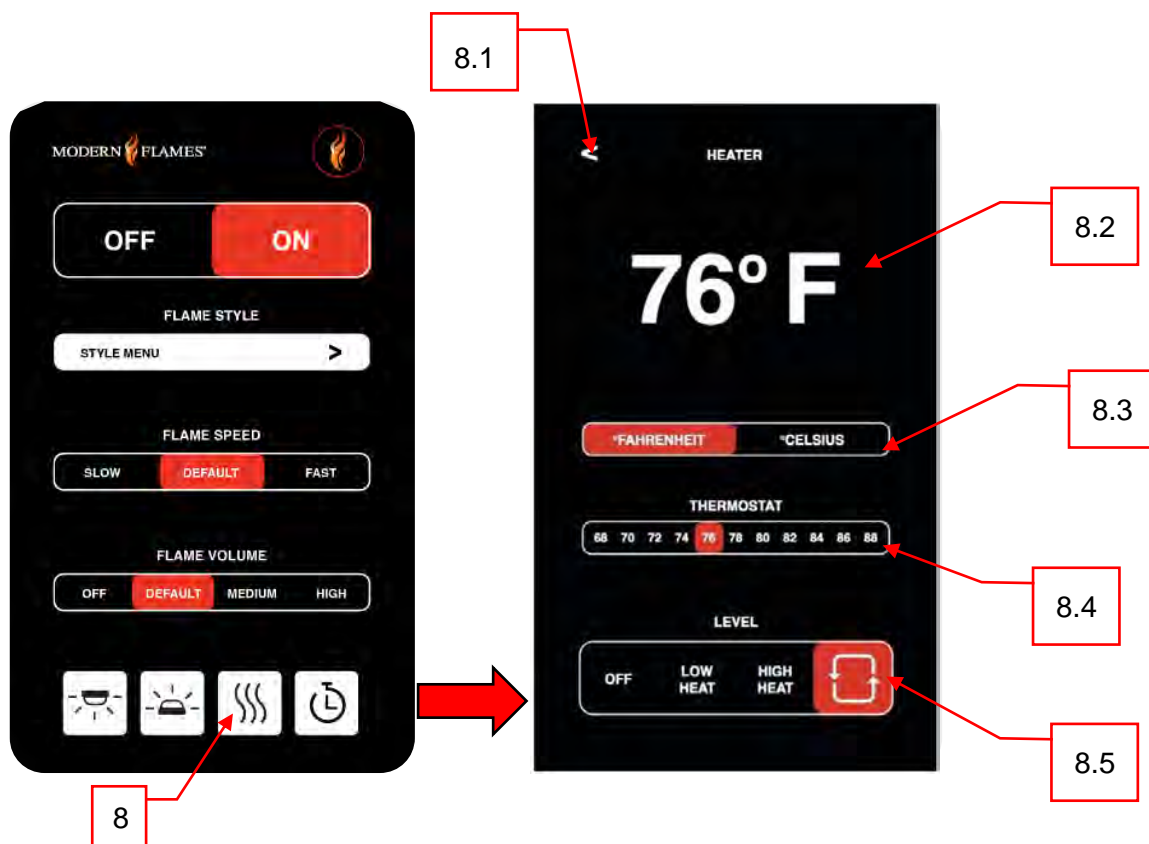 8.1
MODERN FLAMES®
OFF ON
FLAME STYLE
STYLE MENU >
FLAME SPEED
SLOW DEFAULT FAST
FLAME VOLUME
OFF DEFAULT MEDIUM HIGH
8
<
HEATER
8.2
76° F
8.3
°FAHRENHEIT °CELSIUS
THERMOSTAT
68 70 72 74 76 78 80 82 84 86 88
8.4
LEVEL
OFF LOW HEAT HIGH HEAT
8.5